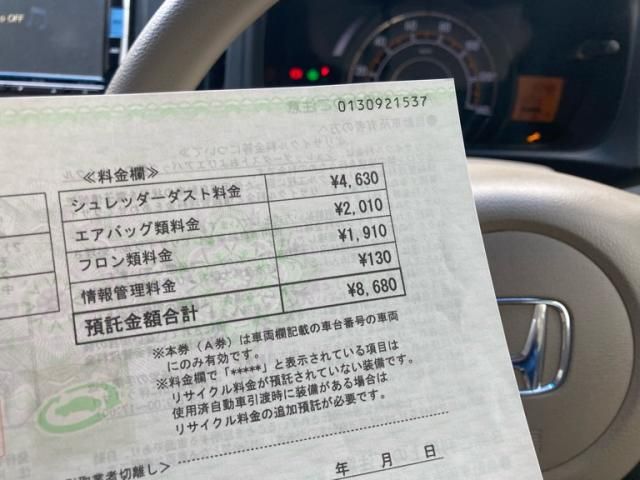 OFF
0130921537
≪料金欄≫
シュレッダーダスト料金 ¥4,630
エアバッグ類料金 ¥2,010
フロン類料金 ¥1,910
情報管理料金 ¥130
預託金額合計 ¥8,680
※本券(A券)は車両欄記載の車台番号の車両
にのみ有効です。
※料金欄で「*****」と表示されている項目は
リサイクル料金が預託されていない装備です。
使用済自動車引渡時に装備がある場合は
リサイクル料金の追加預託が必要です。
取業者切離し>
年 月 日